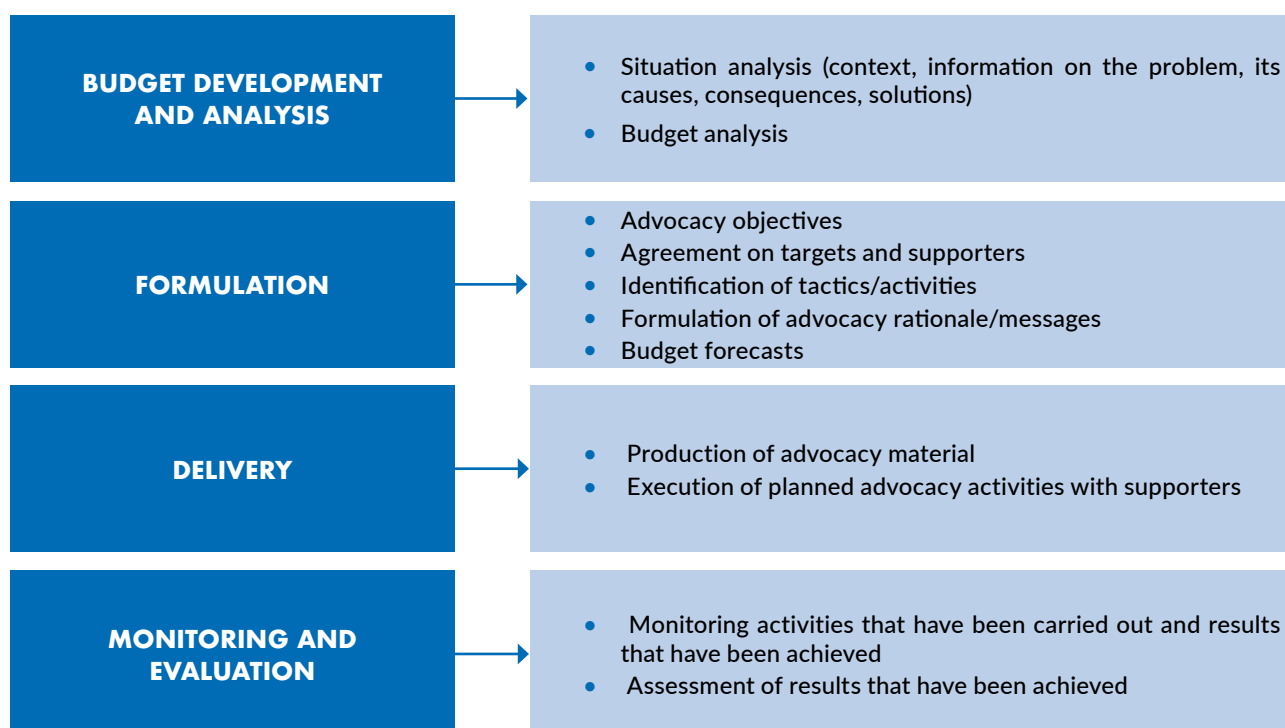 BUDGET DEVELOPMENT
AND ANALYSIS
• Situation analysis (context, information on the problem, its
causes, consequences, solutions)
• Budget analysis
FORMULATION
• Advocacy objectives
• Agreement on targets and supporters
• Identification of tactics/activities
• Formulation of advocacy rationale/messages
• Budget forecasts
DELIVERY
• Production of advocacy material
• Execution of planned advocacy activities with supporters
MONITORING AND
EVALUATION
• Monitoring activities that have been carried out and results
that have been achieved
• Assessment of results that have been achieved